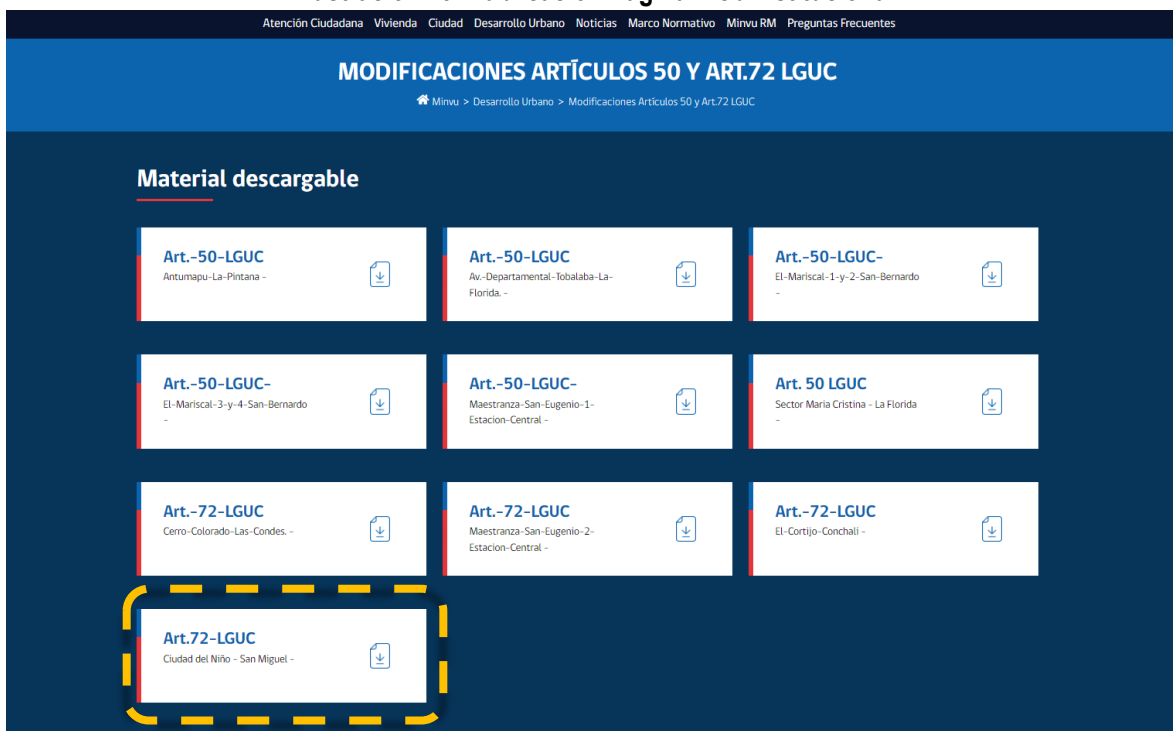 Atención Ciudadana Vivienda Ciudad Desarrollo Urbano Noticias Marco Normativo Minvu RM Preguntas Frecuentes
MODIFICACIONES ARTÍCULOS 50 Y ART.72 LGUC
Minvu > Desarrollo Urbano > Modificaciones Artículos 50 y Art.72 LGUC
Material descargable
Art.-50-LGUC
Antumapu-La-Pintana -
Art.-50-LGUC
Av.-Departamental-Tobalaba-La-
Florida. -
Art.-50-LGUC-
El-Mariscal-1-y-2-San-Bernardo
-
Art.-50-LGUC-
El-Mariscal-3-y-4-San-Bernardo
-
Art.-50-LGUC-
Maestranza-San-Eugenio-1-
Estacion-Central -
Art. 50 LGUC
Sector Maria Cristina - La Florida
-
Art.-72-LGUC
Cerro-Colorado-Las-Condes. -
Art.-72-LGUC
Maestranza-San-Eugenio-2-
Estacion-Central -
Art.-72-LGUC
El-Cortijo-Conchali -
Art.72-LGUC
Ciudad del Niño - San Miguel -